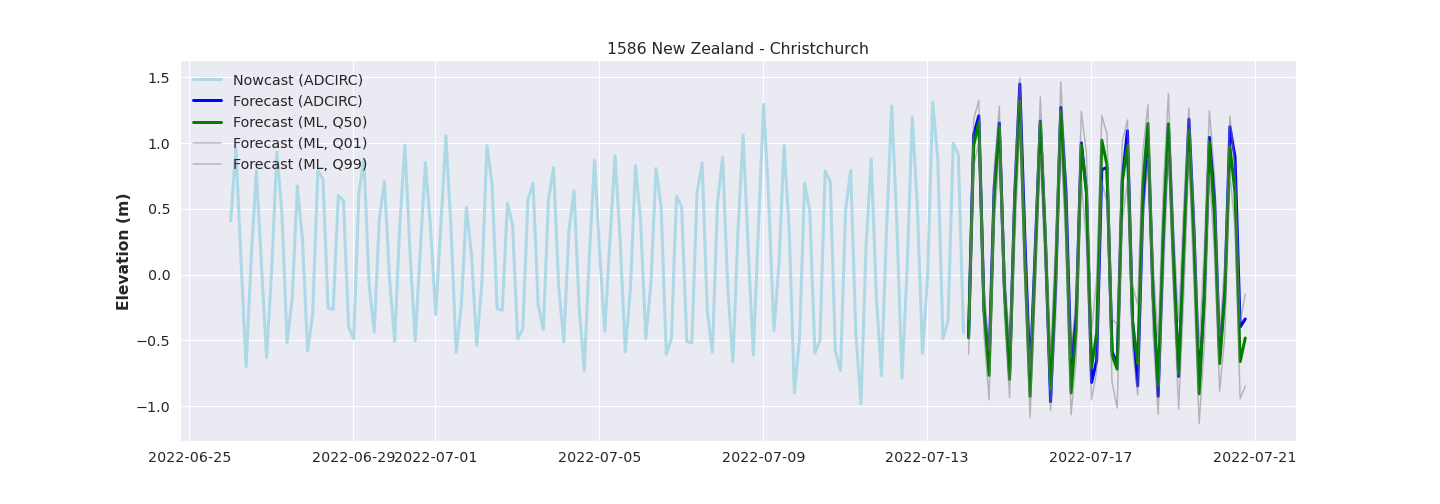 1586 New Zealand - Christchurch
Nowcast (ADCIRC)
Forecast (ADCIRC)
Forecast (ML, Q50)
Forecast (ML, Q01)
Forecast (ML, Q99)
Elevation (m)
1.5
1.0
0.5
0.0
−0.5
−1.0
2022-06-25 2022-06-29 2022-07-01 2022-07-05 2022-07-09 2022-07-13 2022-07-17 2022-07-21